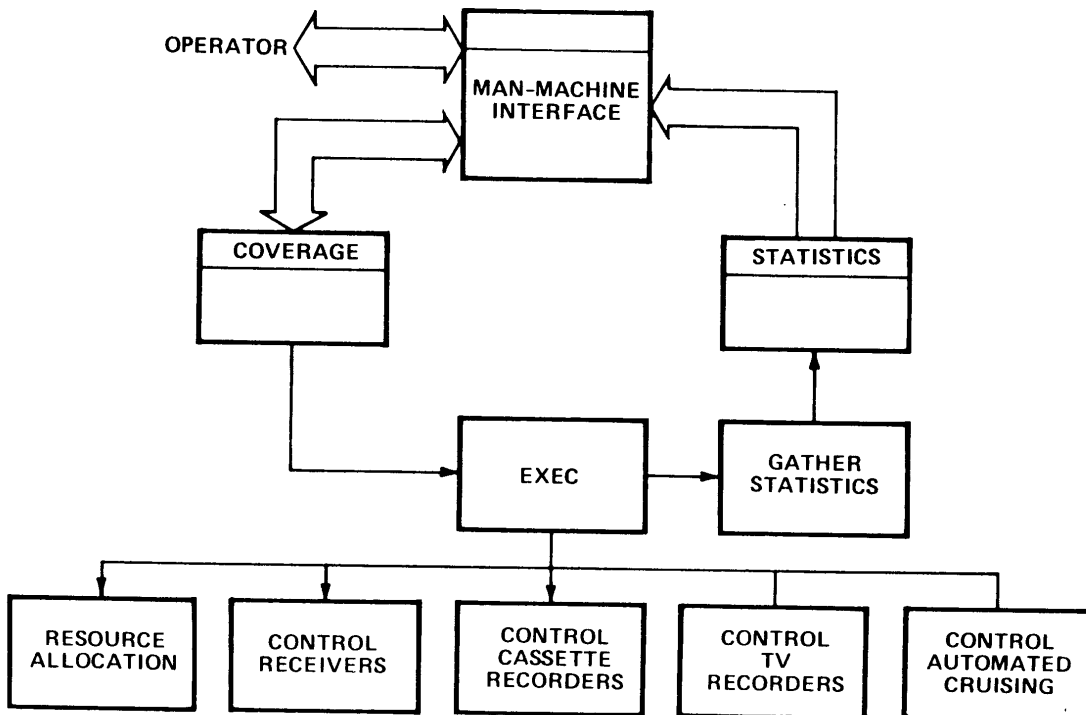 OPERATOR
MAN-MACHINE
INTERFACE
COVERAGE
STATISTICS
EXEC
GATHER
STATISTICS
RESOURCE
ALLOCATION
CONTROL
RECEIVERS
CONTROL
CASSETTE
RECORDERS
CONTROL
TV
RECORDERS
CONTROL
AUTOMATED
CRUISING